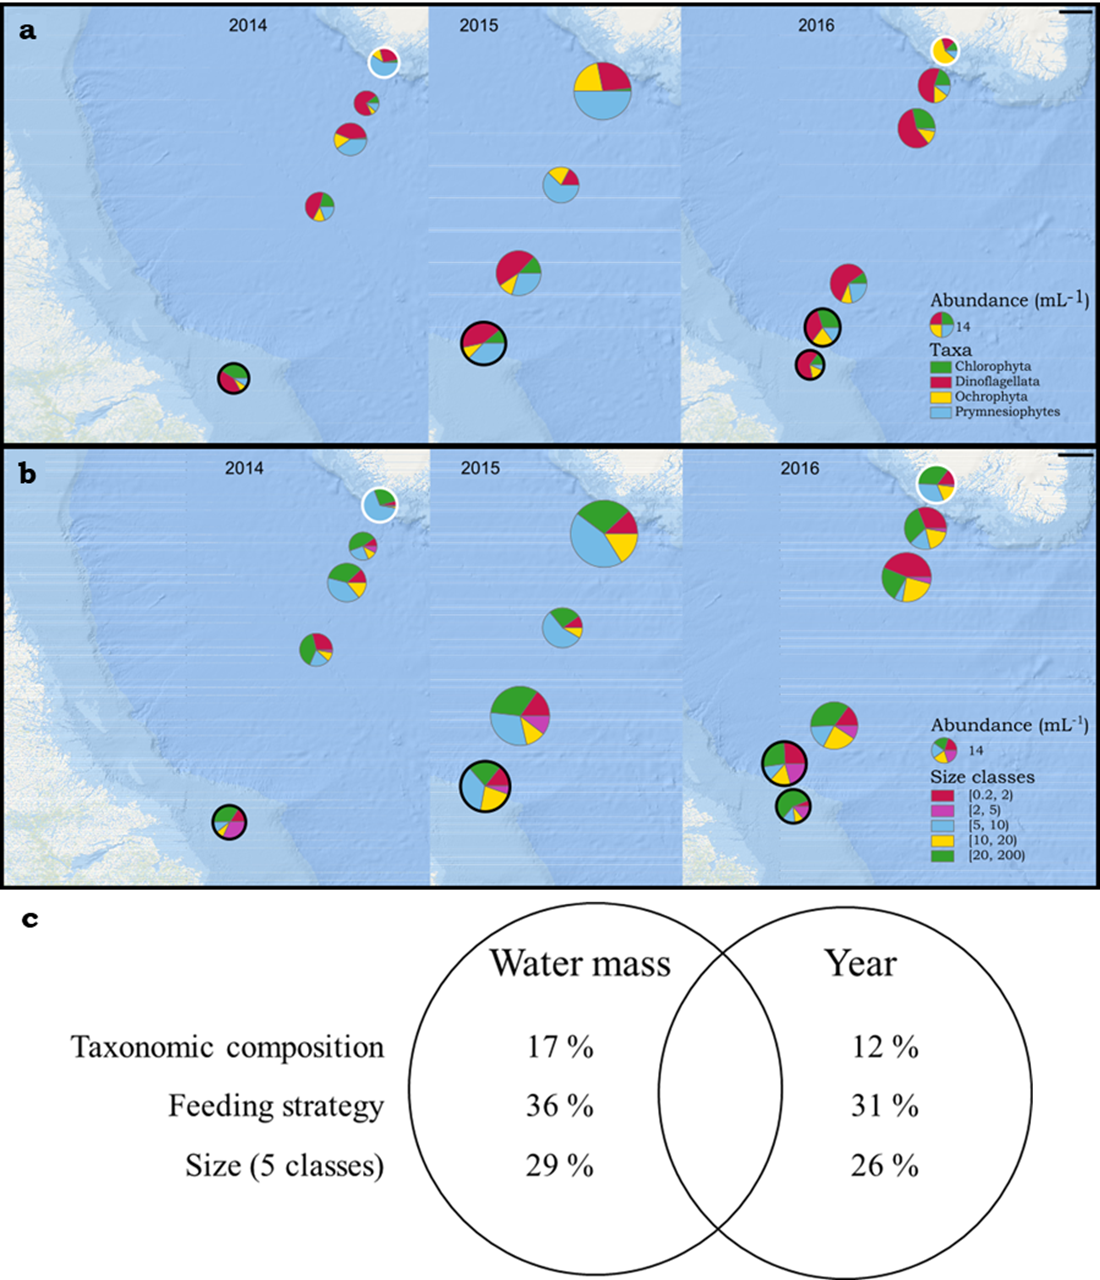 a
2014
2015
2016
Abundance (mL-1)
14
Taxa
Chlorophyta
Dinoflagellata
Ochrophyta
Prymnesiophytes
b
2014
2015
2016
Abundance (mL-1)
14
Size classes
[0.2, 2)
[2, 5)
[5, 10)
[10, 20)
[20, 200)
c
Water mass Year
Taxonomic composition 17 % 12 %
Feeding strategy 36 % 31 %
Size (5 classes) 29 % 26 %